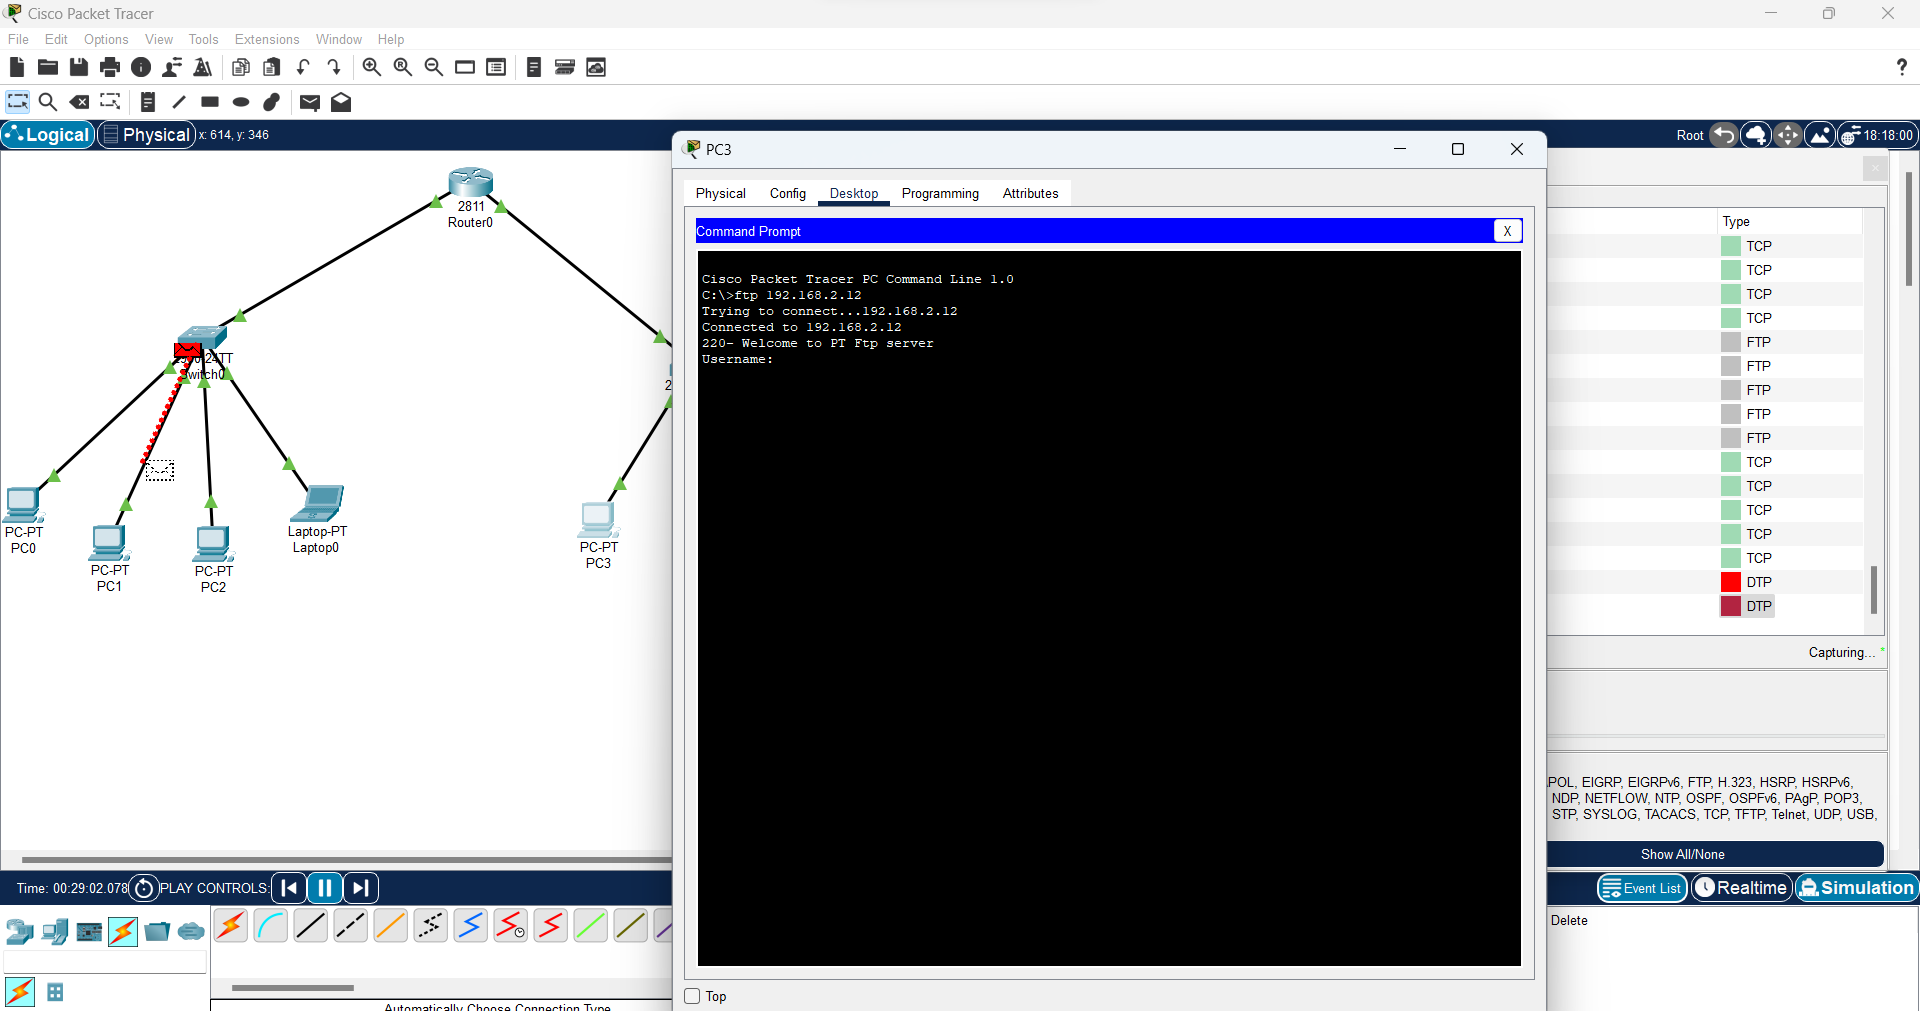 Cisco Packet Tracer
File Edit Options View Tools Extensions Window Help
Logical Physical x: 614, y: 346 Root 18:18:00
2811
Router0
24TT
Switch0
PC-PT
PC0
PC-PT
PC1
PC-PT
PC2
Laptop-PT
Laptop0
PC-PT
PC3
2
PC3
Physical Config Desktop Programming Attributes
Command Prompt X
Cisco Packet Tracer PC Command Line 1.0
C:\>ftp 192.168.2.12
Trying to connect...192.168.2.12
Connected to 192.168.2.12
220- Welcome to PT Ftp server
Username:
Top
Type
TCP
TCP
TCP
TCP
FTP
FTP
FTP
FTP
FTP
TCP
TCP
TCP
TCP
TCP
DTP
DTP
Capturing... *
POL, EIGRP, EIGRPv6, FTP, H.323, HSRP, HSRPv6,
NDP, NETFLOW, NTP, OSPF, OSPFv6, PAgP, POP3,
STP, SYSLOG, TACACS, TCP, TFTP, Telnet, UDP, USB,
Show All/None
Time: 00:29:02.078 PLAY CONTROLS:
Event List Realtime Simulation
Delete
Automatically Choose Connection Type